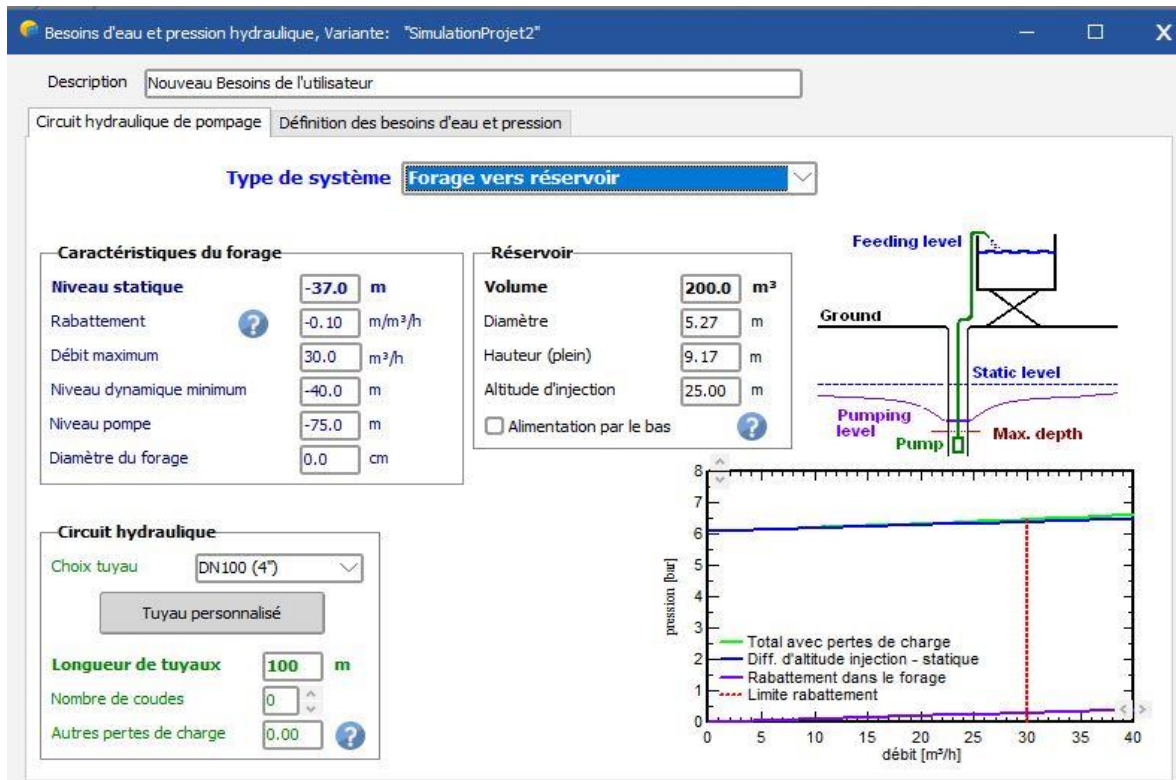 Besoins d'eau et pression hydraulique, Variante: "SimulationProjet2"
Description Nouveau Besoins de l'utilisateur
Circuit hydraulique de pompage Définition des besoins d'eau et pression
Type de système Forage vers réservoir
Caractéristiques du forage
Niveau statique -37.0 m
Rabattement -0.10 m/m³/h
Débit maximum 30.0 m³/h
Niveau dynamique minimum -40.0 m
Niveau pompe -75.0 m
Diamètre du forage 0.0 cm
Réservoir
Volume 200.0 m³
Diamètre 5.27 m
Hauteur (plein) 9.17 m
Altitude d'injection 25.00 m
Alimentation par le bas
Feeding level
Ground
Static level
Pumping
level
Max. depth
Pump
Circuit hydraulique
Choix tuyau DN100 (4")
Tuyau personnalisé
Longueur de tuyaux 100 m
Nombre de coudes 0
Autres pertes de charge 0.00
8
7
6
5
4
3
2
1
0
pression [bar]
Total avec pertes de charge
Diff. d'altitude injection - statique
Rabattement dans le forage
Limite rabattement
0 5 10 15 20 25 30 35 40
débit [m³/h]